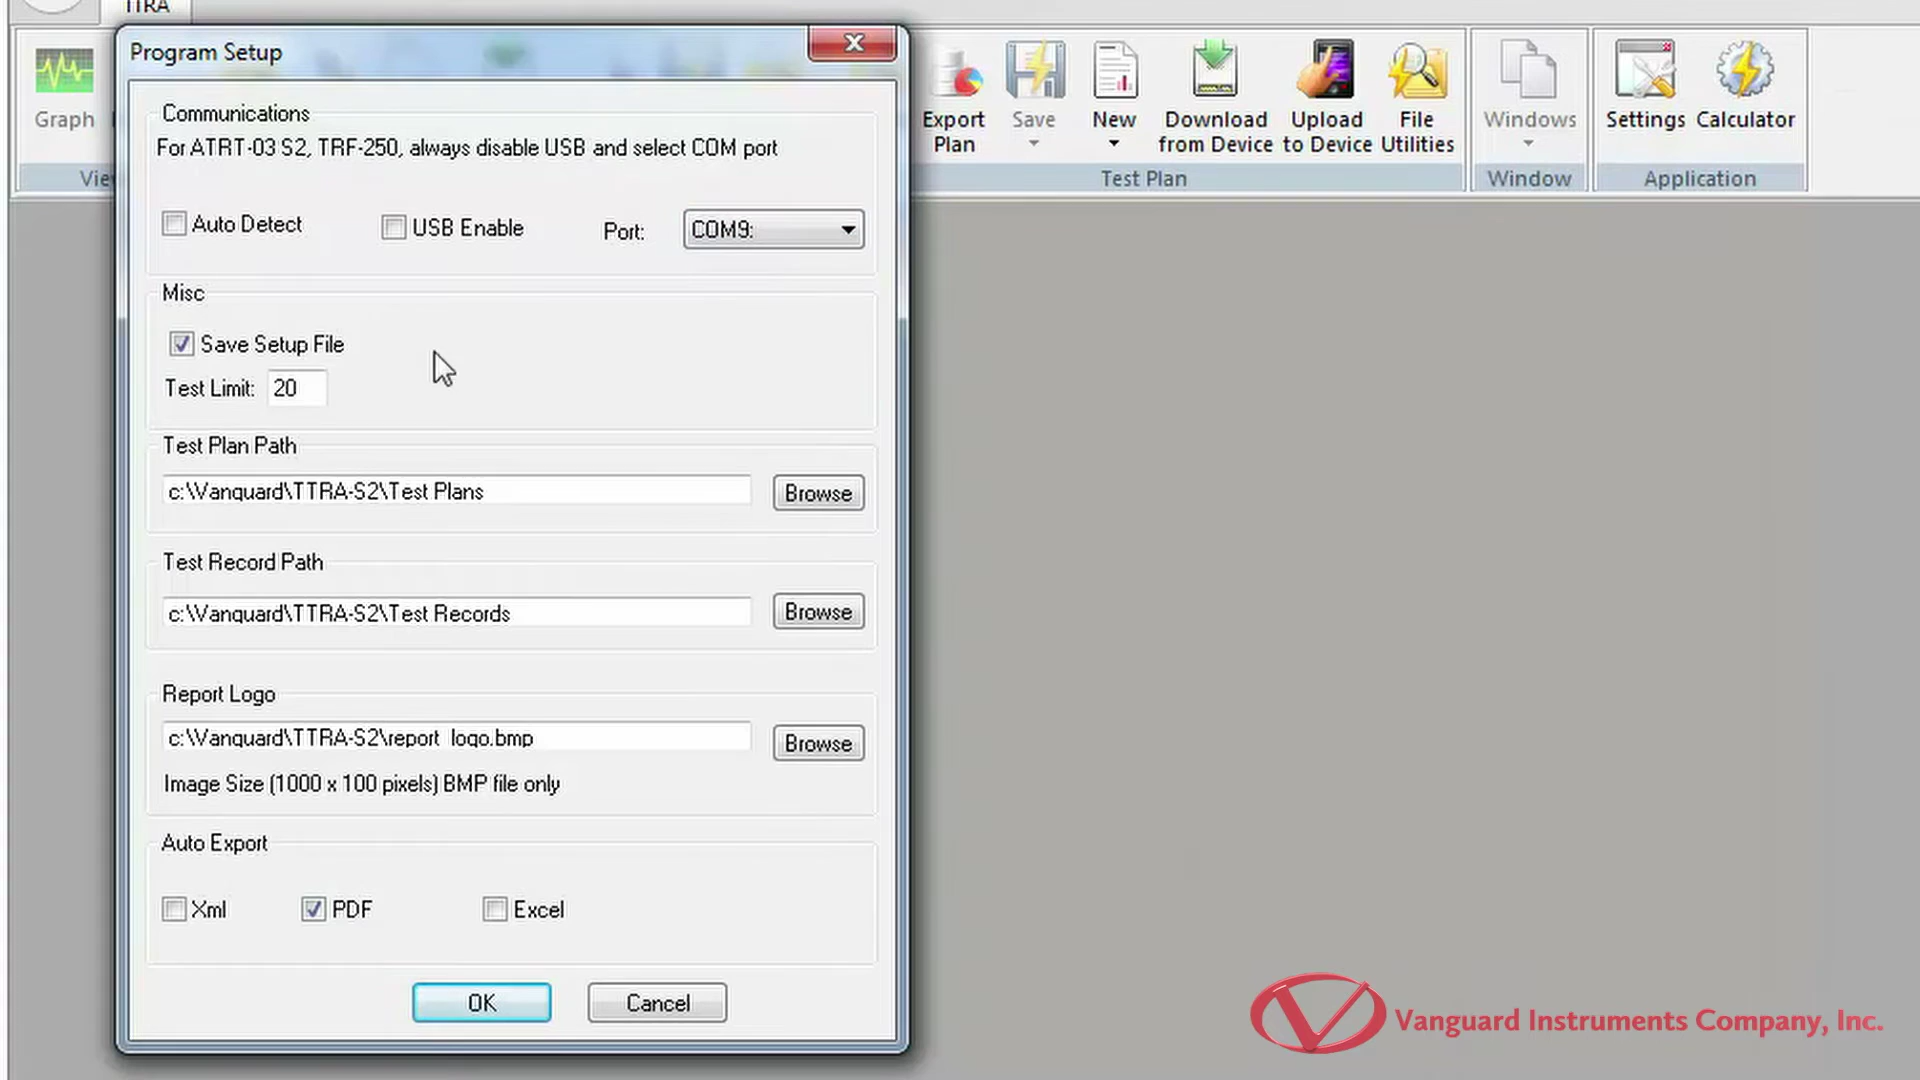 TTRA
Program Setup
Graph
View
Export Plan
Save
New
Download from Device
Upload to Device
File Utilities
Test Plan
Windows
Window
Settings
Calculator
Application
Communications
For ATRT-03 S2, TRF-250, always disable USB and select COM port
Auto Detect
USB Enable
Port:
COM9:
Misc
Save Setup File
Test Limit: 20
Test Plan Path
c:\Vanguard\TTRA-S2\Test Plans
Browse
Test Record Path
c:\Vanguard\TTRA-S2\Test Records
Browse
Report Logo
c:\Vanguard\TTRA-S2\report_logo.bmp
Browse
Image Size (1000 x 100 pixels) BMP file only
Auto Export
Xml
PDF
Excel
OK
Cancel
Vanguard Instruments Company, Inc.